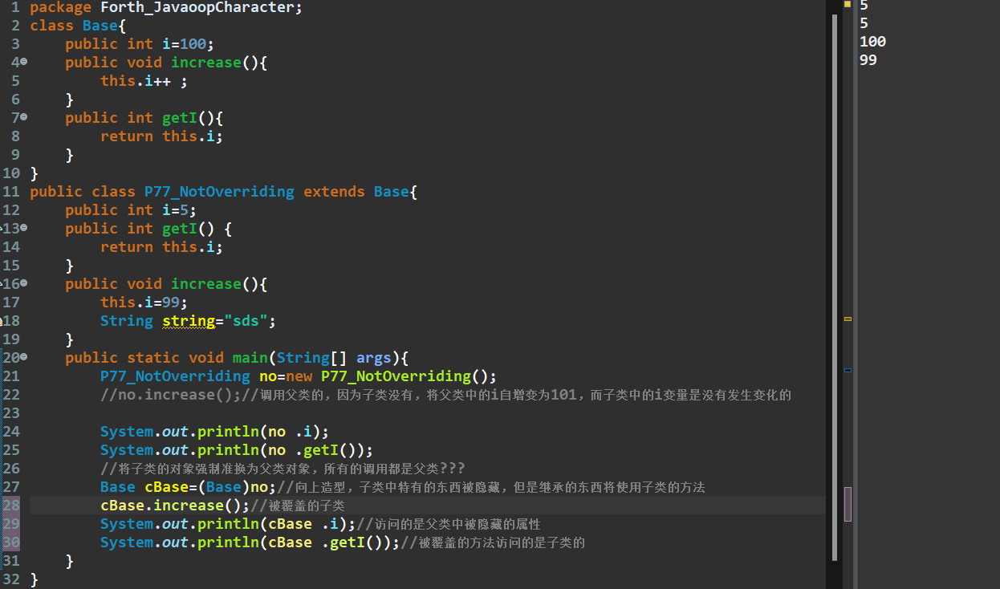 1 package Forth_JavaoopCharacter;
2 class Base{
3 public int i=100;
4 public void increase(){
5 this.i++ ;
6 }
7 public int getI(){
8 return this.i;
9 }
10 }
11 public class P77_NotOverriding extends Base{
12 public int i=5;
13 public int getI() {
14 return this.i;
15 }
16 public void increase(){
17 this.i=99;
18 String string="sds";
19 }
20 public static void main(String[] args){
21 P77_NotOverriding no=new P77_NotOverriding();
22 //no.increase();//调用父类的，因为子类没有，将父类中的i自增变为101，而子类中的i变量是没有发生变化的
23
24 System.out.println(no .i);
25 System.out.println(no .getI());
26 //将子类的对象强制准换为父类对象，所有的调用都是父类???
27 Base cBase=(Base)no;//向上造型，子类中特有的东西被隐藏，但是继承的东西将使用子类的方法
28 cBase.increase();//被覆盖的子类
29 System.out.println(cBase .i);//访问的是父类中被隐藏的属性
30 System.out.println(cBase .getI());//被覆盖的方法访问的是子类的
31 }
32 }
5
5
100
99